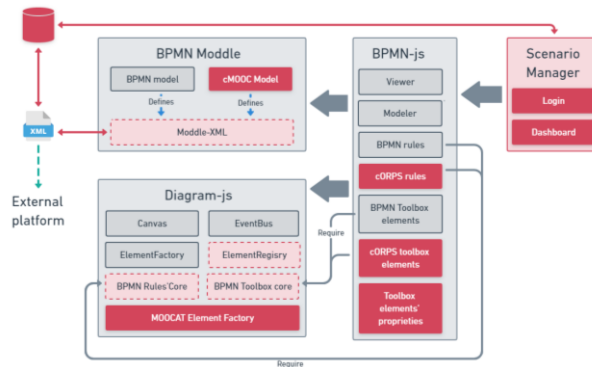 BPMN Moddle
BPMN model
cMOOC Model
Defines
Defines
Moddle-XML
XML
External
platform
BPMN-js
Viewer
Modeler
BPMN rules
cORPS rules
BPMN Toolbox
elements
cORPS toolbox
elements
Toolbox
elements'
proprieties
Scenario
Manager
Login
Dashboard
Diagram-js
Canvas
EventBus
ElementFactory
ElementRegisry
BPMN Rules'Core
BPMN Toolbox core
MOOCAT Element Factory
Require
Require